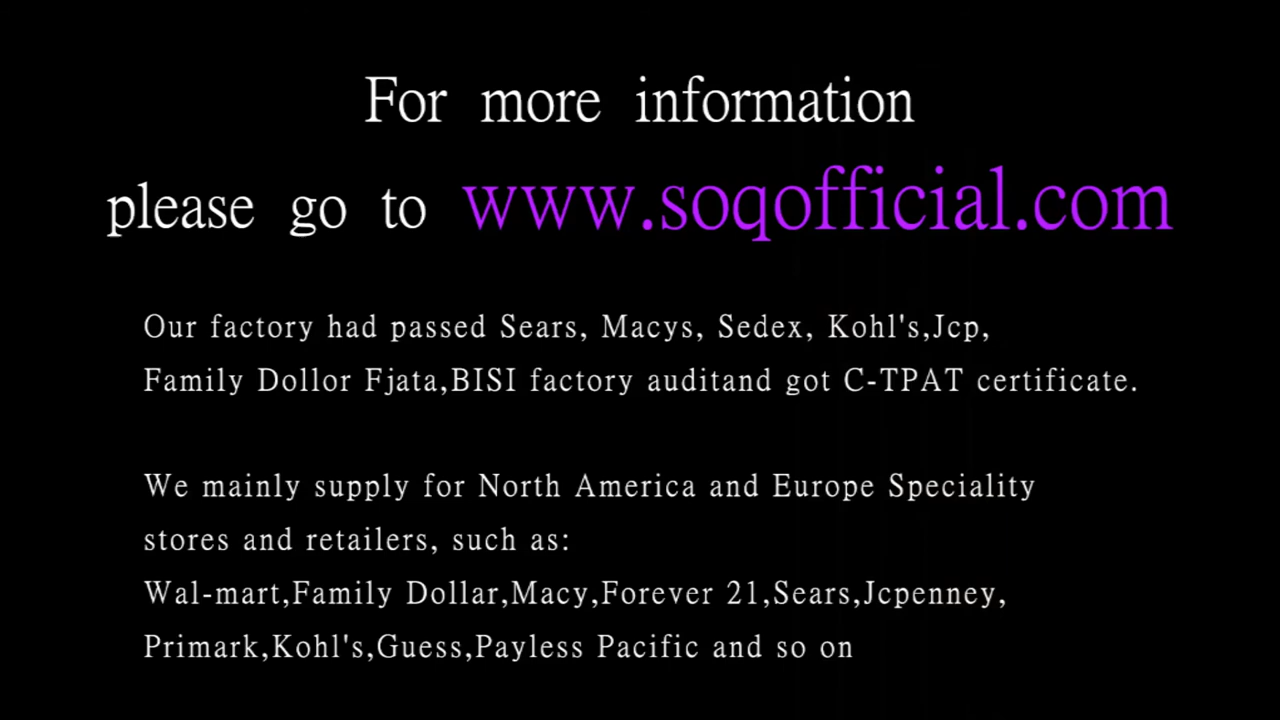 For more information
please go to www.soqofficial.com
Our factory had passed Sears, Macys, Sedex, Kohl's,Jcp,
Family Dollor Fjata,BISI factory auditand got C-TPAT certificate.
We mainly supply for North America and Europe Speciality
stores and retailers, such as:
Wal-mart,Family Dollar,Macy,Forever 21,Sears,Jcpenney,
Primark,Kohl's,Guess,Payless Pacific and so on